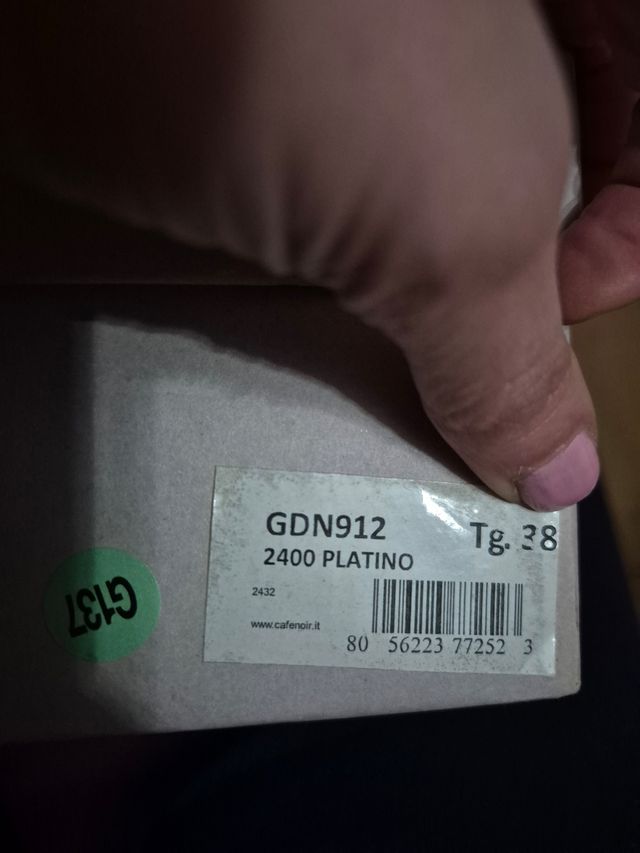 GDN912
Tg. 38
2400 PLATINO
2432
www.cafenoir.it
80 56223 77252 3
G137